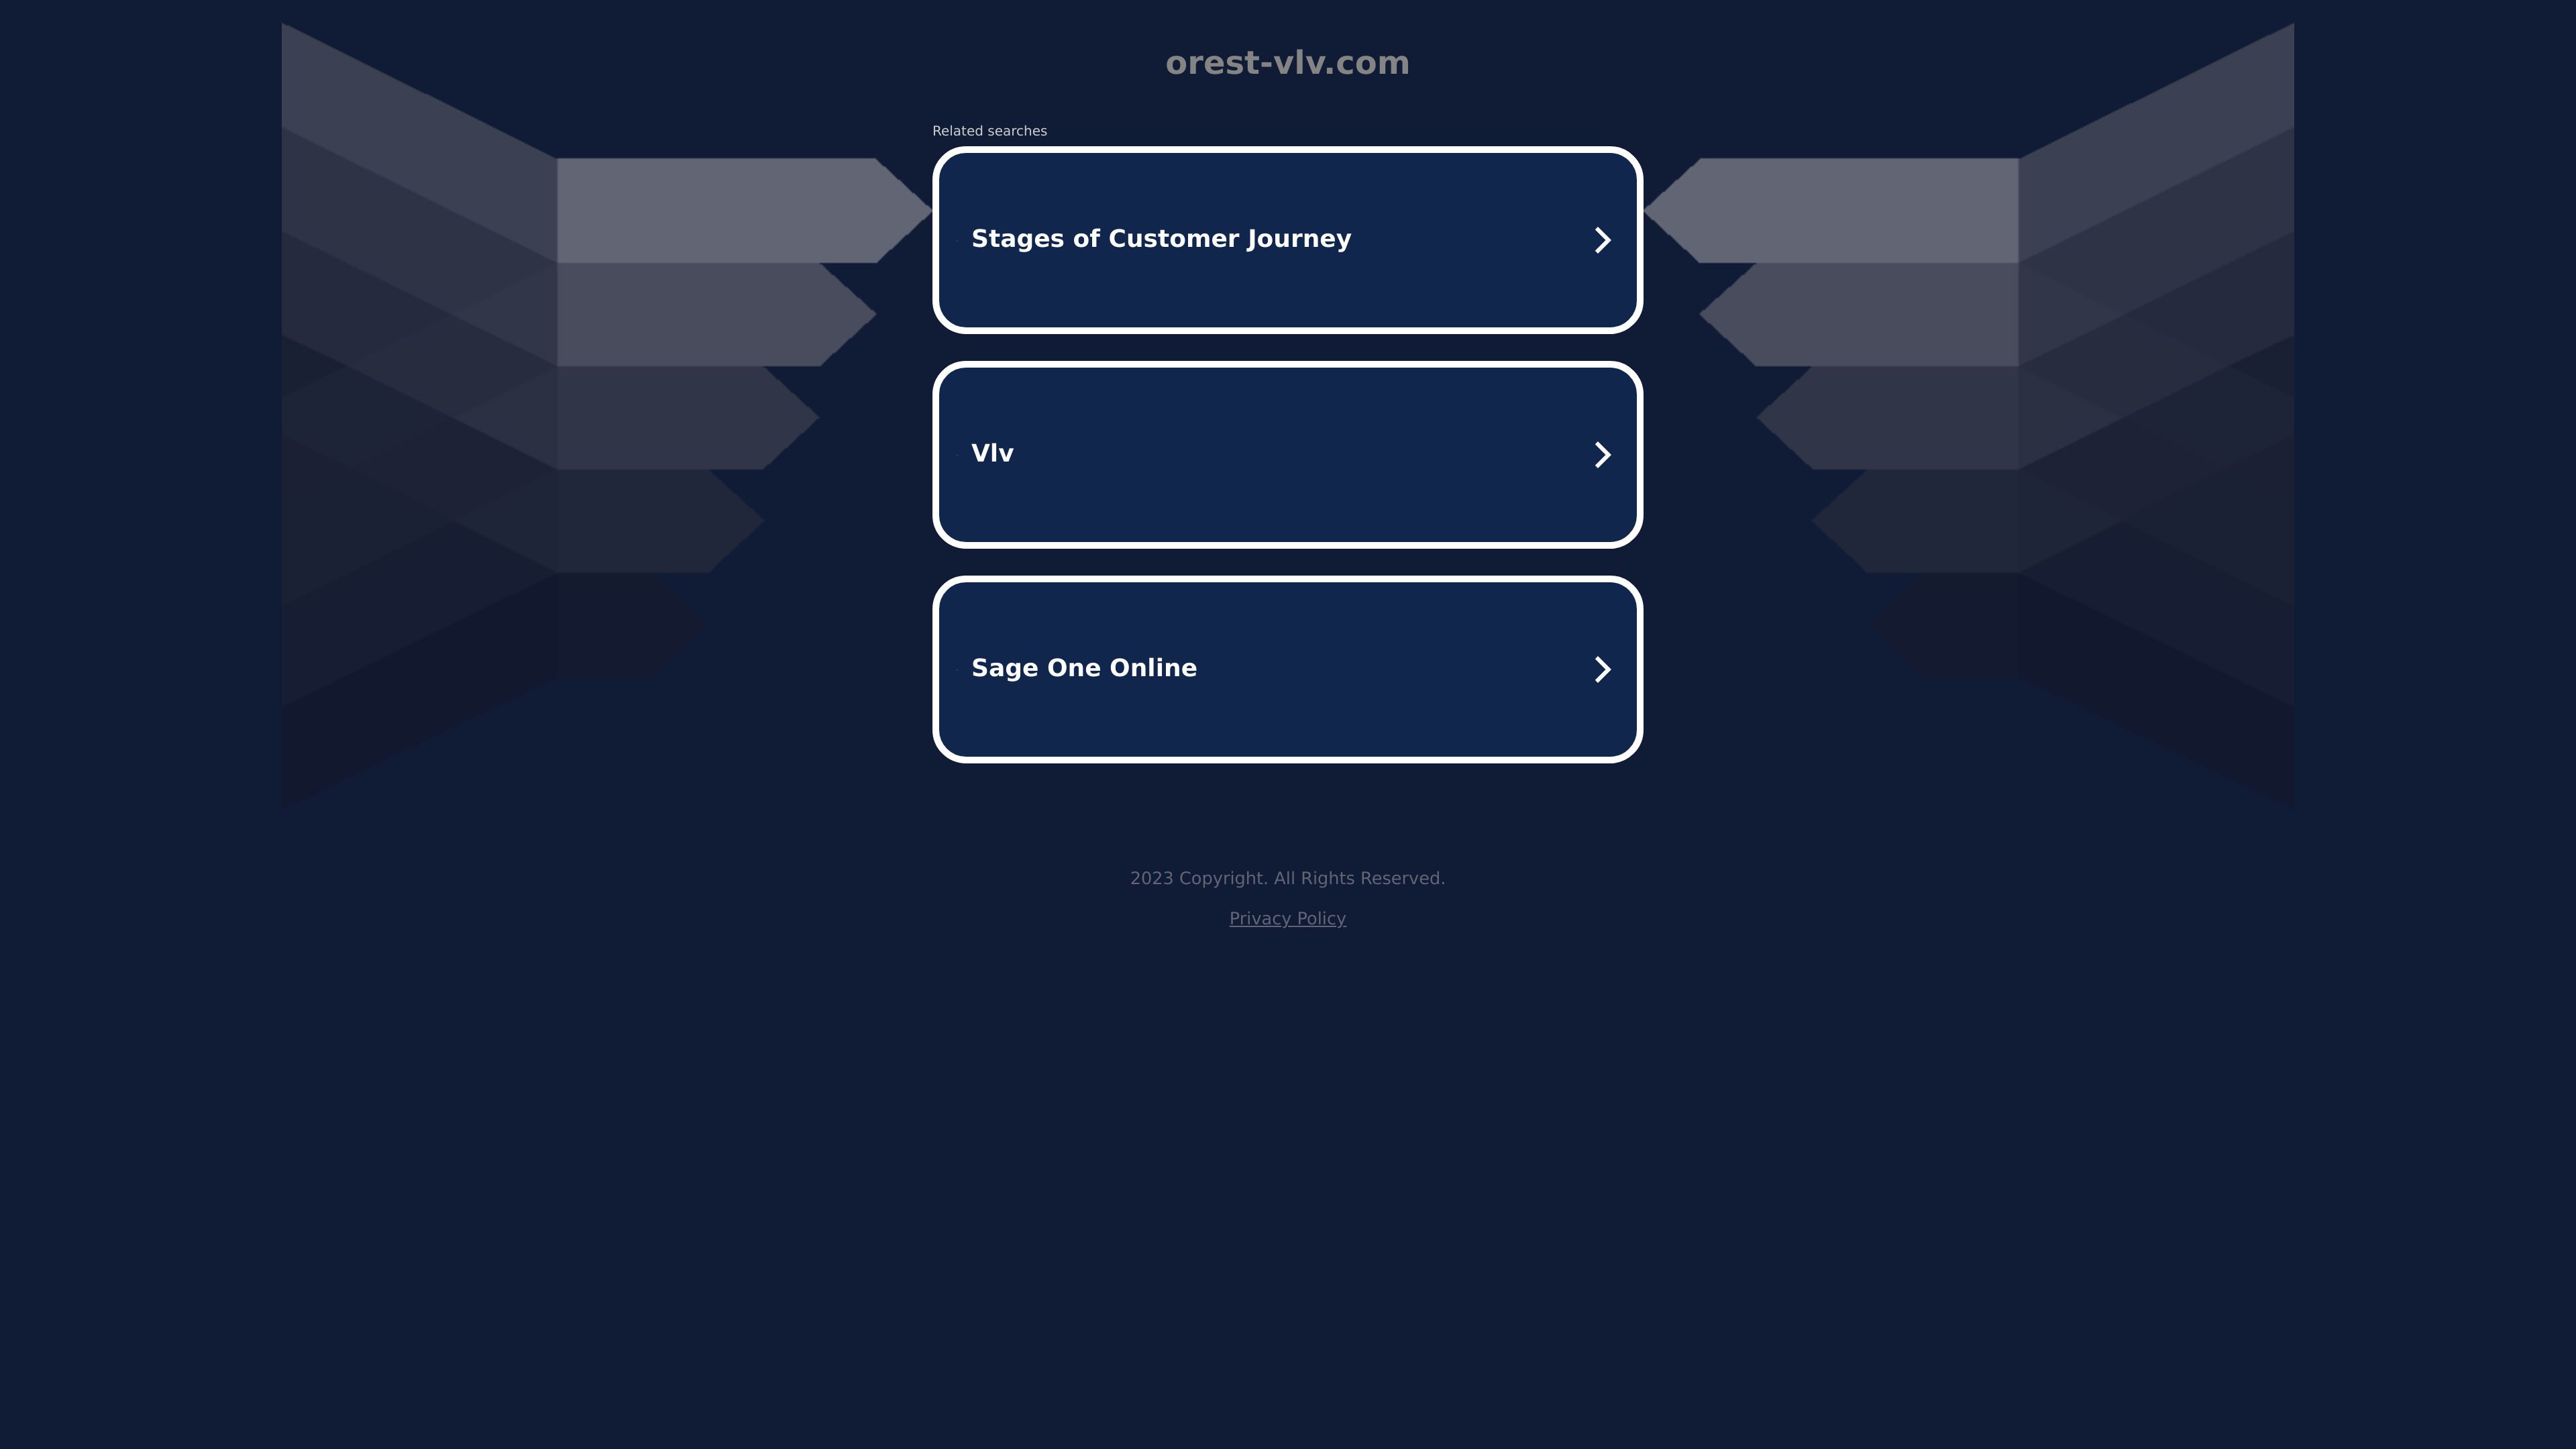 orest-vlv.com
Related searches
Stages of Customer Journey
Vlv
Sage One Online
2023 Copyright. All Rights Reserved.
Privacy Policy